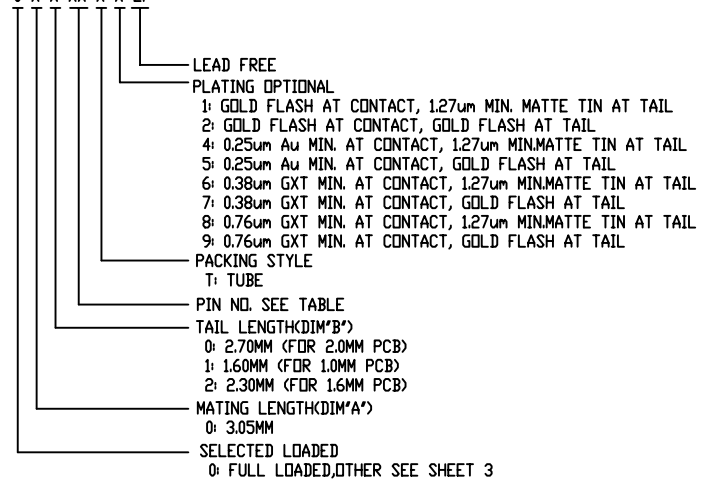 LEAD FREE
PLATING OPTIONAL
1: GOLD FLASH AT CONTACT, 1.27um MIN. MATTE TIN AT TAIL
2: GOLD FLASH AT CONTACT, GOLD FLASH AT TAIL
4: 0.25um Au MIN. AT CONTACT, 1.27um MIN.MATTE TIN AT TAIL
5: 0.25um Au MIN. AT CONTACT, GOLD FLASH AT TAIL
6: 0.38um GXT MIN. AT CONTACT, 1.27um MIN.MATTE TIN AT TAIL
7: 0.38um GXT MIN. AT CONTACT, GOLD FLASH AT TAIL
8: 0.76um GXT MIN. AT CONTACT, 1.27um MIN.MATTE TIN AT TAIL
9: 0.76um GXT MIN. AT CONTACT, GOLD FLASH AT TAIL
PACKING STYLE
T: TUBE
PIN NO. SEE TABLE
TAIL LENGTH(DIM"B")
0: 2.70MM (FOR 2.0MM PCB)
1: 1.60MM (FOR 1.0MM PCB)
2: 2.30MM (FOR 1.6MM PCB)
MATING LENGTH(DIM"A")
0: 3.05MM
SELECTED LOADED
0: FULL LOADED,OTHER SEE SHEET 3